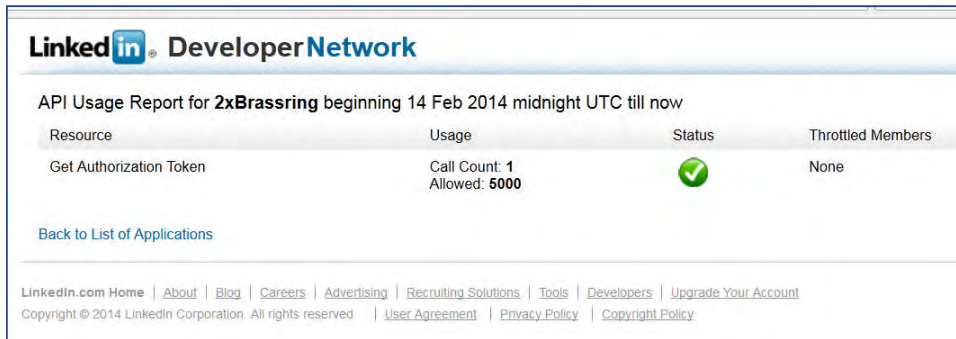 Linked in ® DeveloperNetwork
API Usage Report for 2xBrassring beginning 14 Feb 2014 midnight UTC till now
Resource Usage Status Throttled Members
Get Authorization Token Call Count: 1 None
Allowed: 5000
Back to List of Applications
LinkedIn.com Home | About | Blog | Careers | Advertising | Recruiting Solutions | Tools | Developers | Upgrade Your Account
Copyright © 2014 LinkedIn Corporation. All rights reserved | User Agreement | Privacy Policy | Copyright Policy